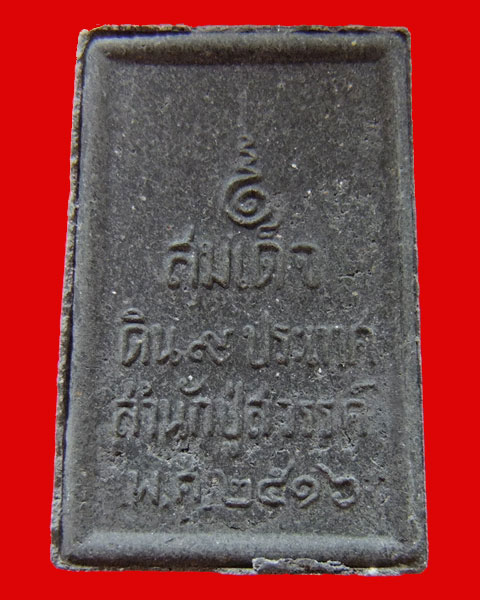 สมเด็จ
ดิน ๙ ประเทศ
สำนักปู่สวรรค์
พ.ศ. ๒๕๑๖